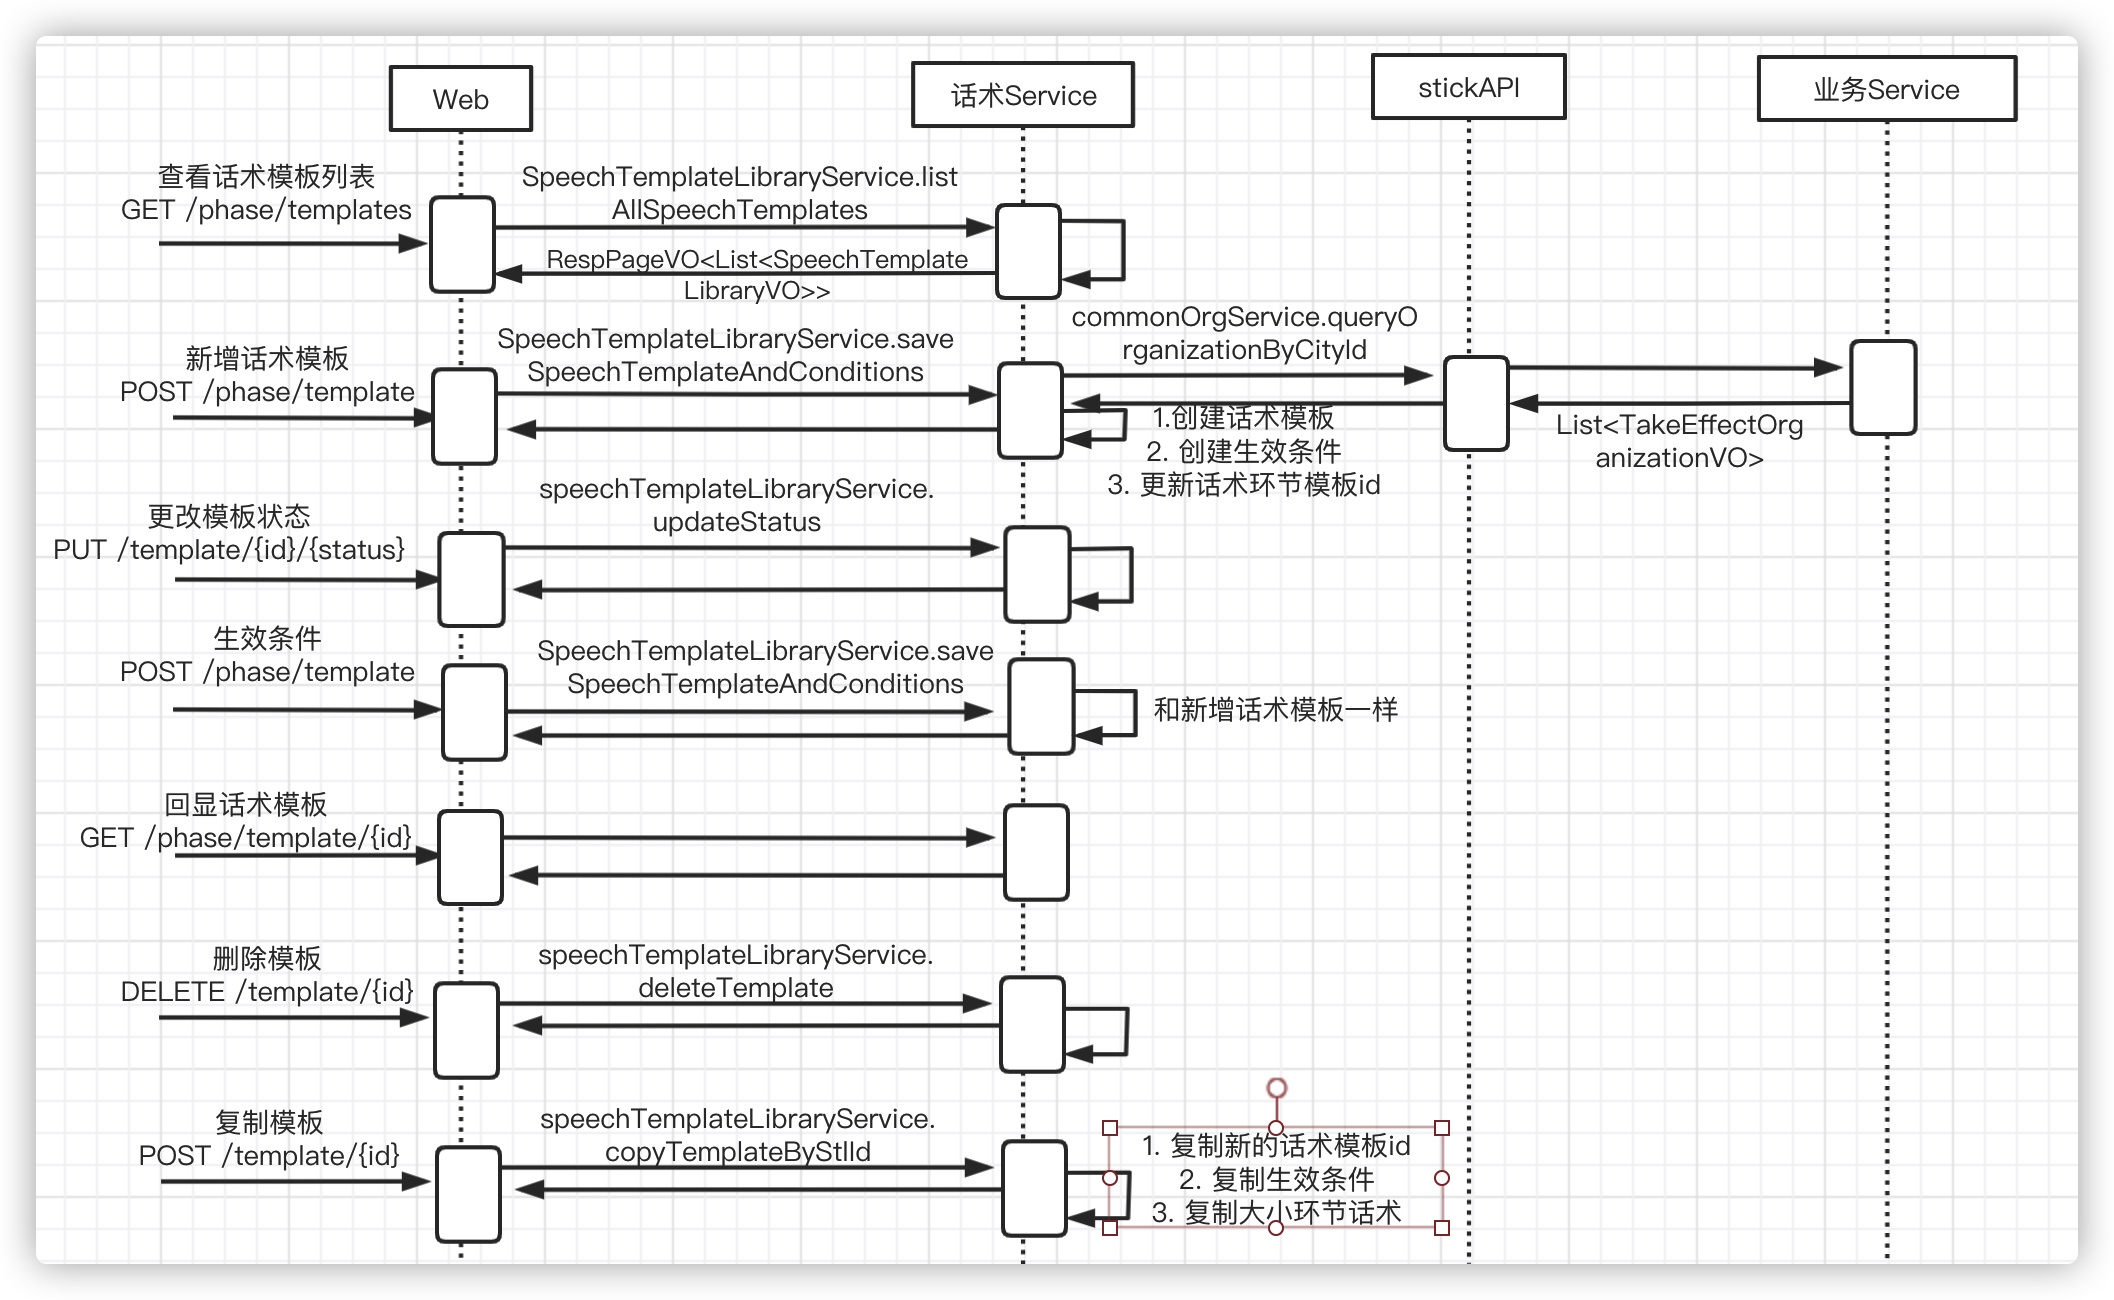 Web
话术Service
stickAPI
业务Service
查看话术模板列表
GET /phase/templates
SpeechTemplateLibraryService.list
AllSpeechTemplates
RespPageVO<List<SpeechTemplate
LibraryVO>>
新增话术模板
POST /phase/template
SpeechTemplateLibraryService.save
SpeechTemplateAndConditions
commonOrgService.queryO
rganizationByCityId
1.创建话术模板
2. 创建生效条件
3. 更新话术环节模板id
List<TakeEffectOrg
anizationVO>
更改模板状态
PUT /template/{id}/{status}
speechTemplateLibraryService.
updateStatus
生效条件
POST /phase/template
SpeechTemplateLibraryService.save
SpeechTemplateAndConditions
和新增话术模板一样
回显话术模板
GET /phase/template/{id}
删除模板
DELETE /template/{id}
speechTemplateLibraryService.
deleteTemplate
复制模板
POST /template/{id}
speechTemplateLibraryService.
copyTemplateByStlId
1. 复制新的话术模板id
2. 复制生效条件
3. 复制大小环节话术